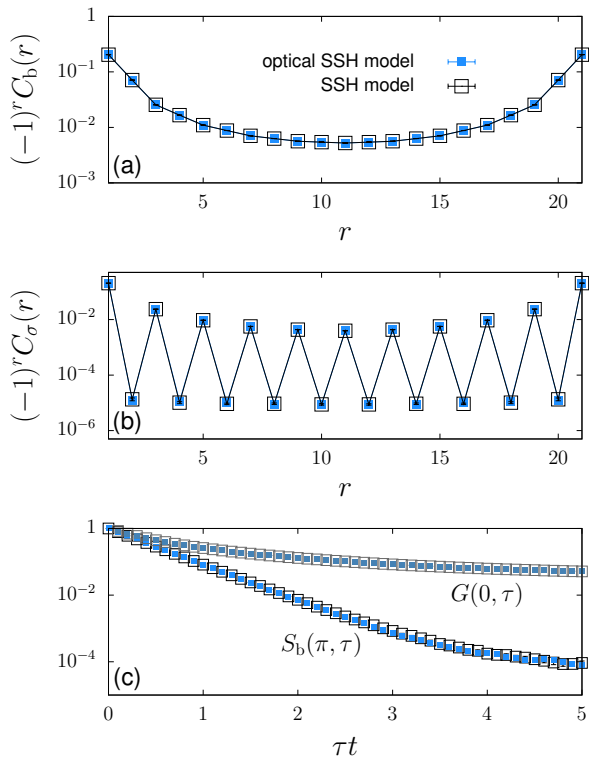 1
10⁻¹
10⁻²
10⁻³
(−1)ʳ C_b(r)
optical SSH model
SSH model
(a)
5 10 15 20
r
10⁻²
10⁻⁴
10⁻⁶
(−1)ʳ C_σ(r)
(b)
5 10 15 20
r
1
10⁻²
10⁻⁴
G(0, τ)
S_b(π, τ)
(c)
0 1 2 3 4 5
τt